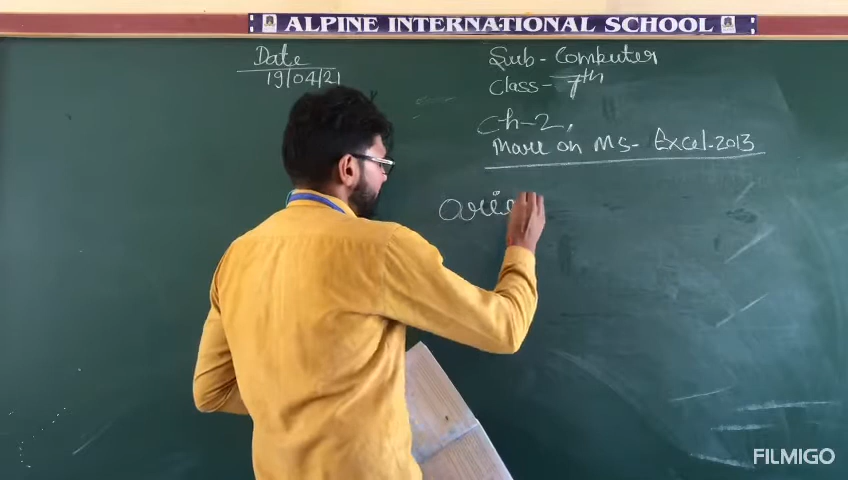 ALPINE INTERNATIONAL SCHOOL
Date
19/04/21
Sub - Computer
Class - 7th
Ch-2,
More on MS- Excel-2013
FILMIGO